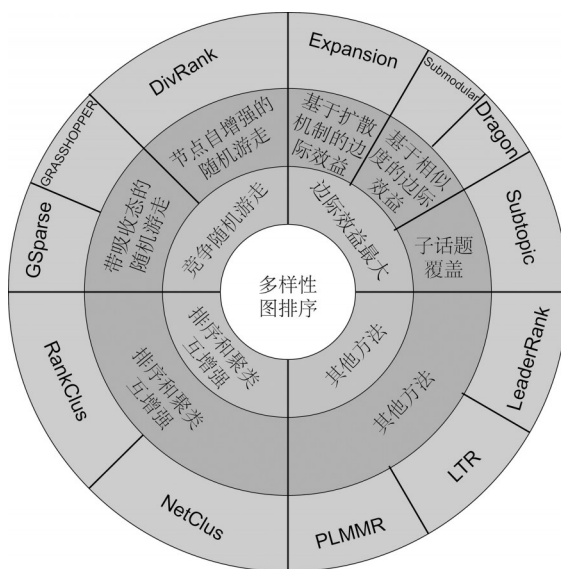 多样性
图排序
竞争随机游走
边际效益最大
排序和聚类
互增强
其他方法
带吸收态的
随机游走
节点自增强的
随机游走
基于扩散
机制的边
际效益
基于相似
度的边际
效益
子话题
覆盖
排序和聚类
互增强
其他方法
GSparse
GRASSHOPPER
DivRank
Expansion
Submodular
Dragon
Subtopic
LeaderRank
LTR
PLMMR
NetClus
RankClus